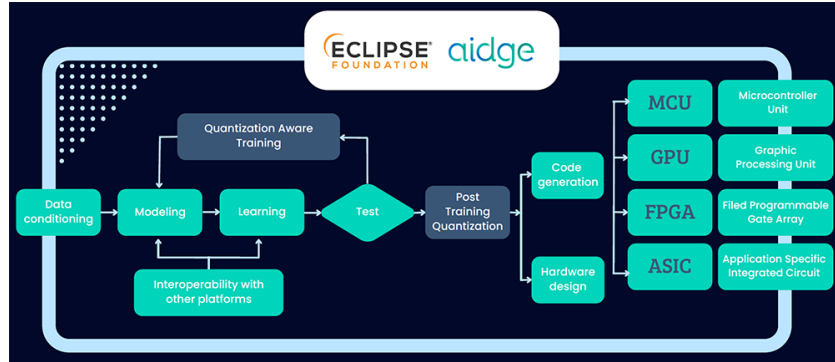 ECLIPSE®
FOUNDATION
aidge
Quantization Aware
Training
Data
conditioning
Modeling
Learning
Test
Post
Training
Quantization
Interoperability with
other platforms
Code
generation
Hardware
design
MCU
Microcontroller
Unit
GPU
Graphic
Processing Unit
FPGA
Filed Programmable
Gate Array
ASIC
Application Specific
Integrated Circuit